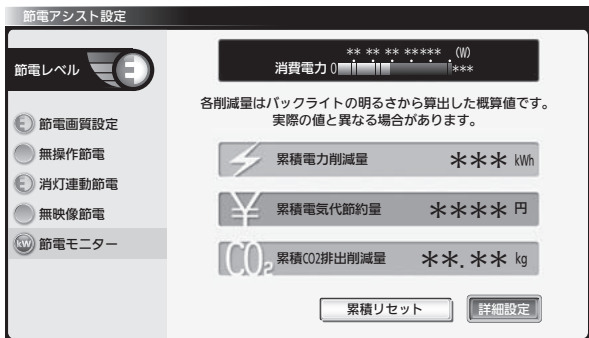 節電アシスト設定
節電レベル E
E 節電画質設定
無操作節電
E 消灯連動節電
無映像節電
kW 節電モニター
** ** ** ***** (W)
消費電力 0 ***
各削減量はバックライトの明るさから算出した概算値です。
実際の値と異なる場合があります。
累積電力削減量 *** kWh
¥ 累積電気代節約量 **** 円
CO2 累積CO2排出削減量 **.** kg
累積リセット 詳細設定